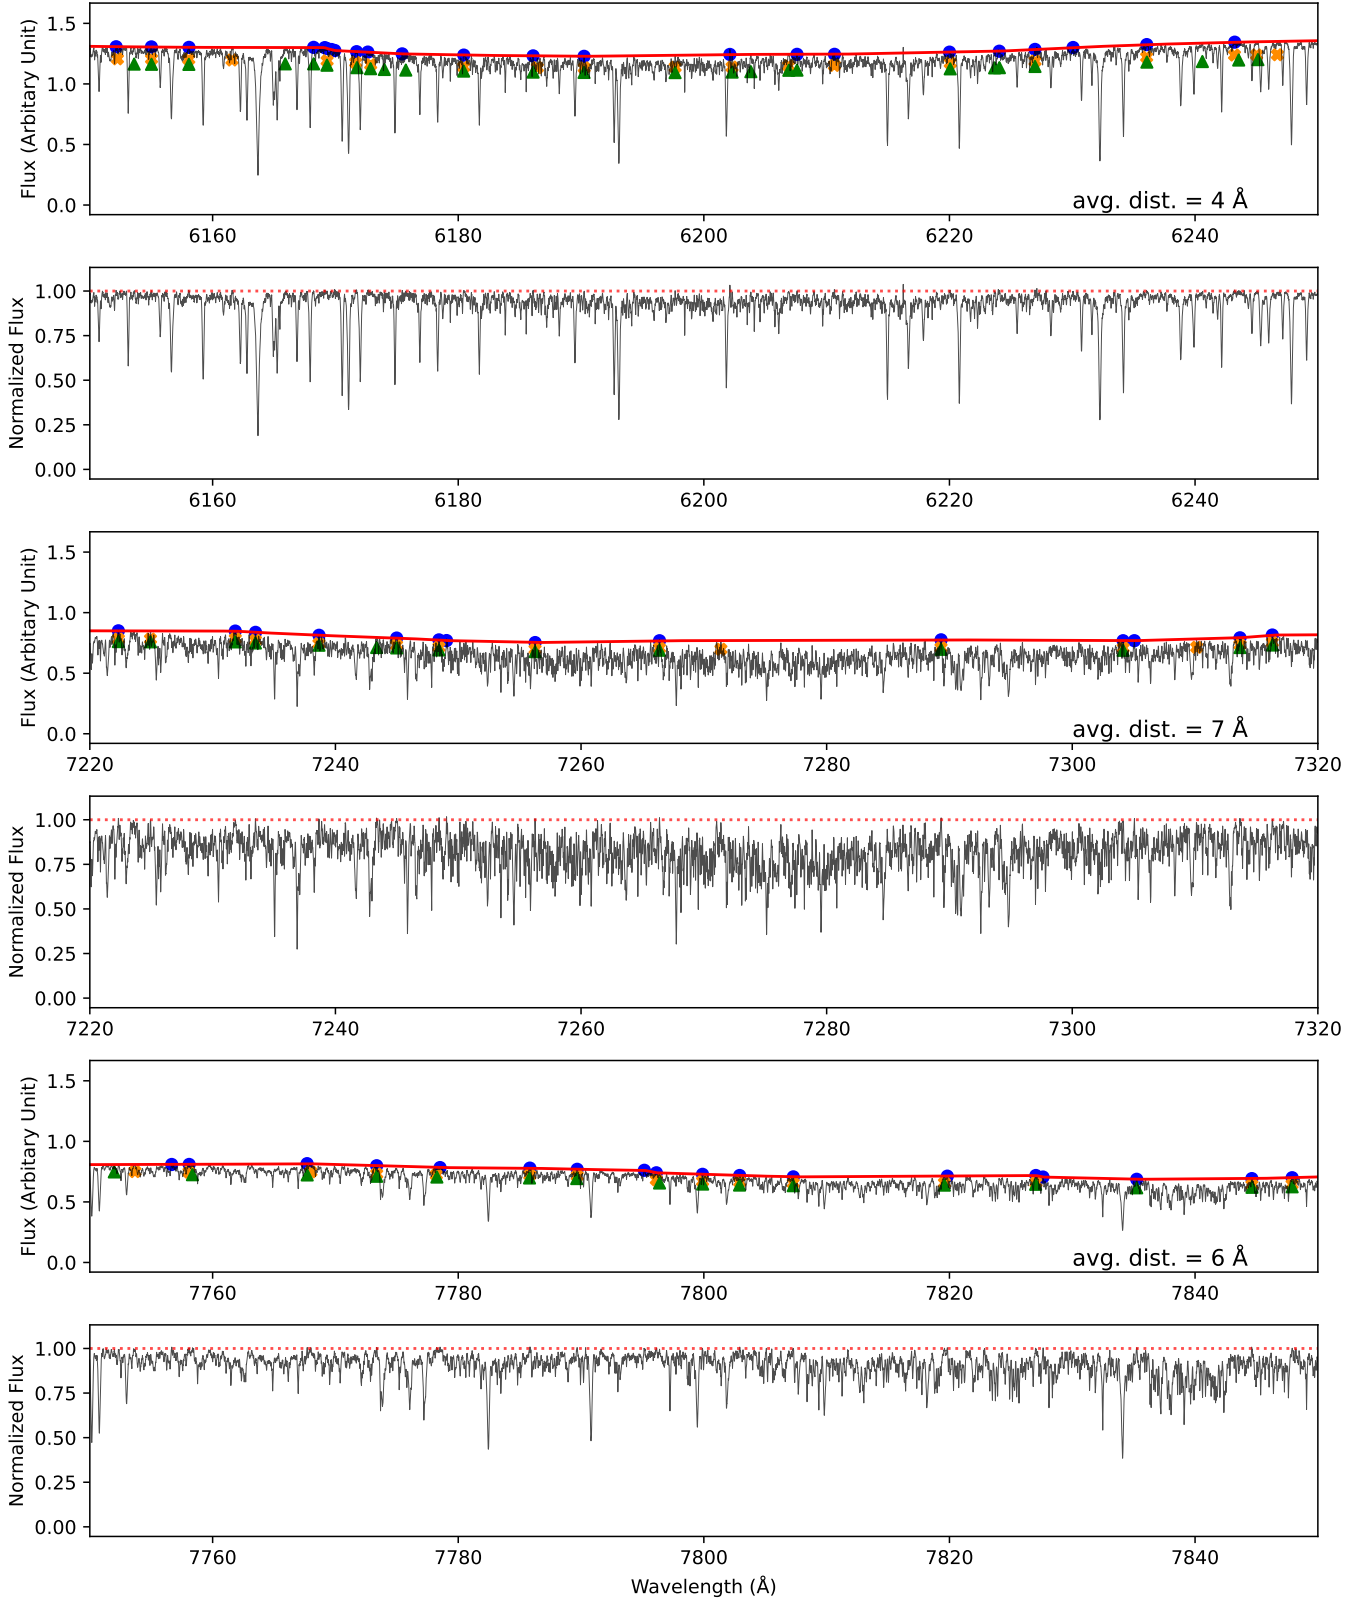 Flux (Arbitary Unit)
1.5
1.0
0.5
0.0
avg. dist. = 4 Å
6160 6180 6200 6220 6240
Normalized Flux
1.00
0.75
0.50
0.25
0.00
6160 6180 6200 6220 6240
Flux (Arbitary Unit)
1.5
1.0
0.5
0.0
avg. dist. = 7 Å
7220 7240 7260 7280 7300 7320
Normalized Flux
1.00
0.75
0.50
0.25
0.00
7220 7240 7260 7280 7300 7320
Flux (Arbitary Unit)
1.5
1.0
0.5
0.0
avg. dist. = 6 Å
7760 7780 7800 7820 7840
Normalized Flux
1.00
0.75
0.50
0.25
0.00
7760 7780 7800 7820 7840
Wavelength (Å)